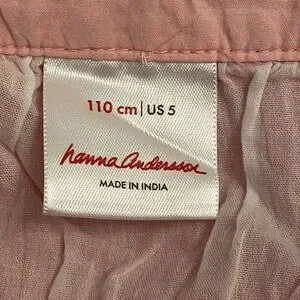 110 cm | US 5
hanna andersson
MADE IN INDIA